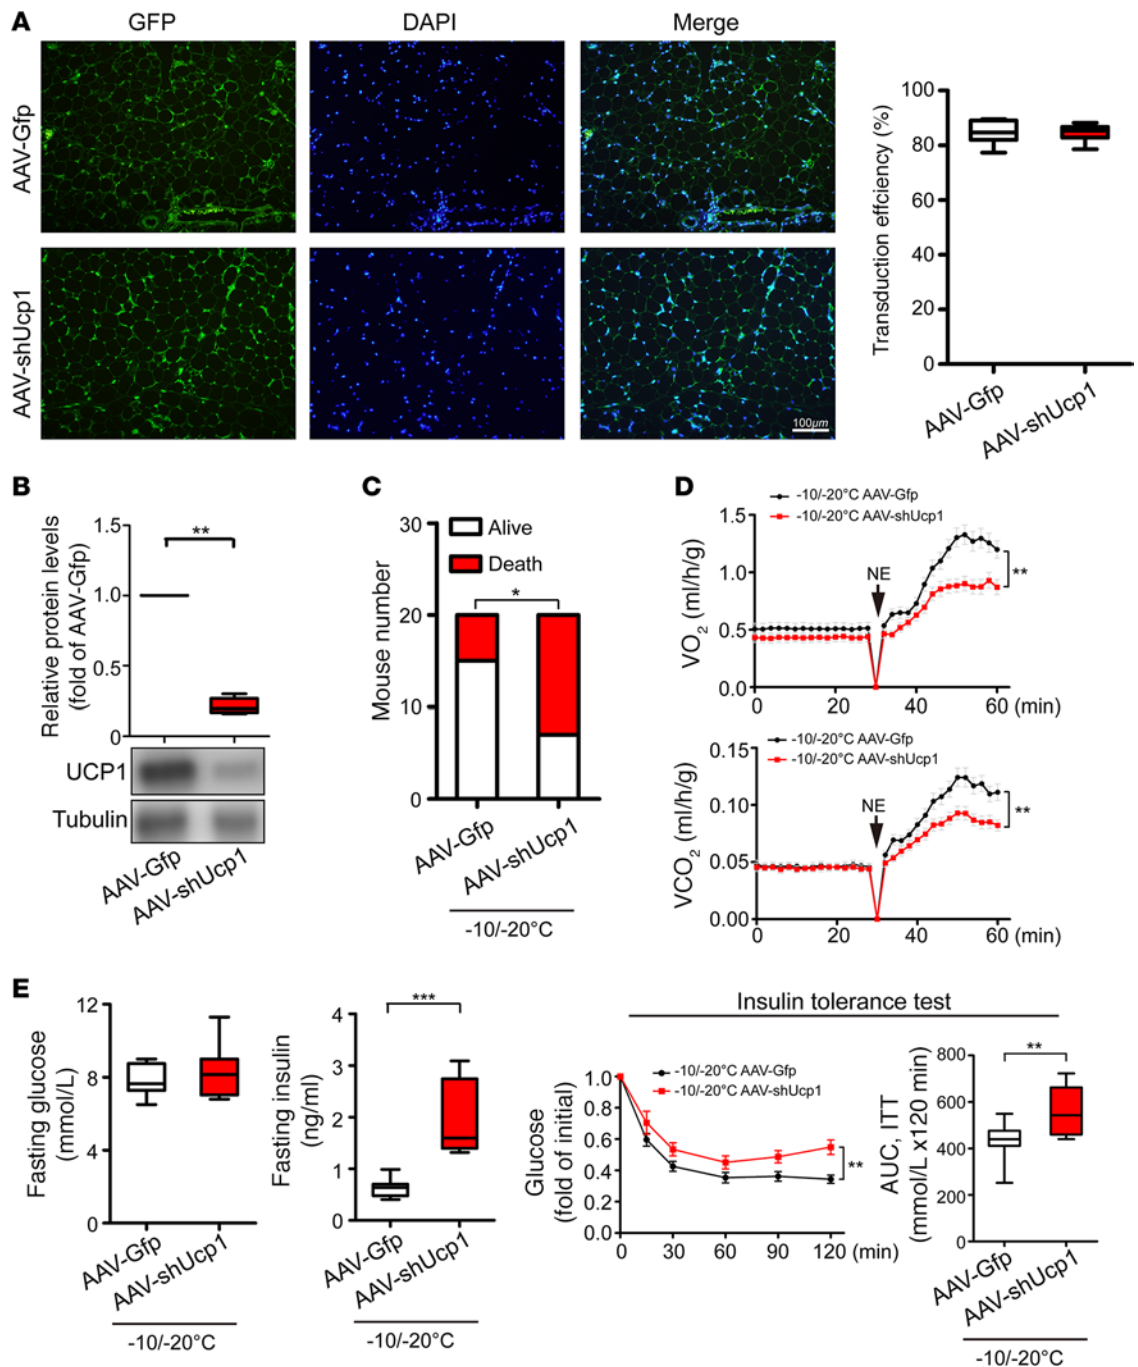 A
GFP
DAPI
Merge
AAV-Gfp
AAV-shUcp1
100μm
Transduction effciency (%)
100
80
60
40
20
0
AAV-Gfp
AAV-shUcp1
B
Relative protein levels
(fold of AAV-Gfp)
1.5
1.0
0.5
0
**
UCP1
Tubulin
AAV-Gfp
AAV-shUcp1
C
Mouse number
30
20
10
0
Alive
Death
*
AAV-Gfp
AAV-shUcp1
-10/-20°C
D
-10/-20°C AAV-Gfp
-10/-20°C AAV-shUcp1
VO2 (ml/h/g)
1.5
1.0
0.5
0.0
NE
**
0 20 40 60 (min)
-10/-20°C AAV-Gfp
-10/-20°C AAV-shUcp1
VCO2 (ml/h/g)
0.15
0.10
0.05
0.00
NE
**
0 20 40 60 (min)
E
Fasting glucose
(mmol/L)
12
8
4
0
AAV-Gfp
AAV-shUcp1
-10/-20°C
Fasting insulin
(ng/ml)
4
3
2
1
0
***
AAV-Gfp
AAV-shUcp1
-10/-20°C
Insulin tolerance test
Glucose
(fold of initial)
1.0
0.8
0.6
0.4
0.2
0.0
-10/-20°C AAV-Gfp
-10/-20°C AAV-shUcp1
**
0 30 60 90 120 (min)
AUC, ITT
(mmol/L x120 min)
800
600
400
200
0
**
AAV-Gfp
AAV-shUcp1
-10/-20°C